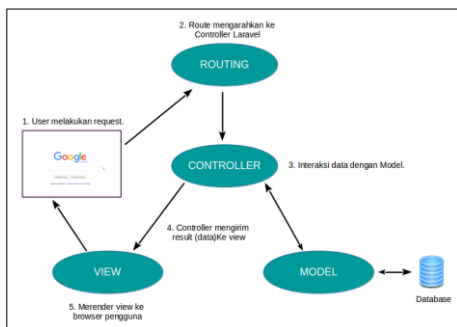 2. Route mengarahkan ke
Controller Laravel
ROUTING
1. User melakukan request.
Google
CONTROLLER
3. Interaksi data dengan Model.
4. Controller mengirim
result (data)Ke view
VIEW
MODEL
Database
5. Merender view ke
browser pengguna